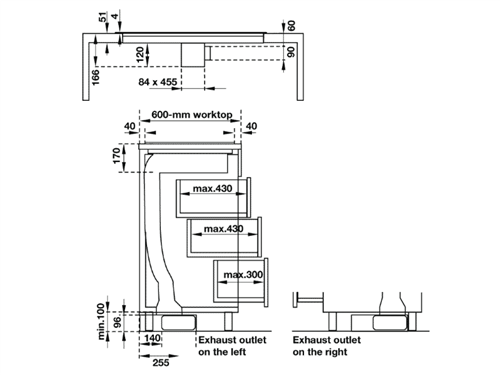 51
4
60
166
120
90
84 x 455
600-mm worktop
40
40
170
max.430
max.430
max.300
min.100
96
140
255
Exhaust outlet
on the left
Exhaust outlet
on the right